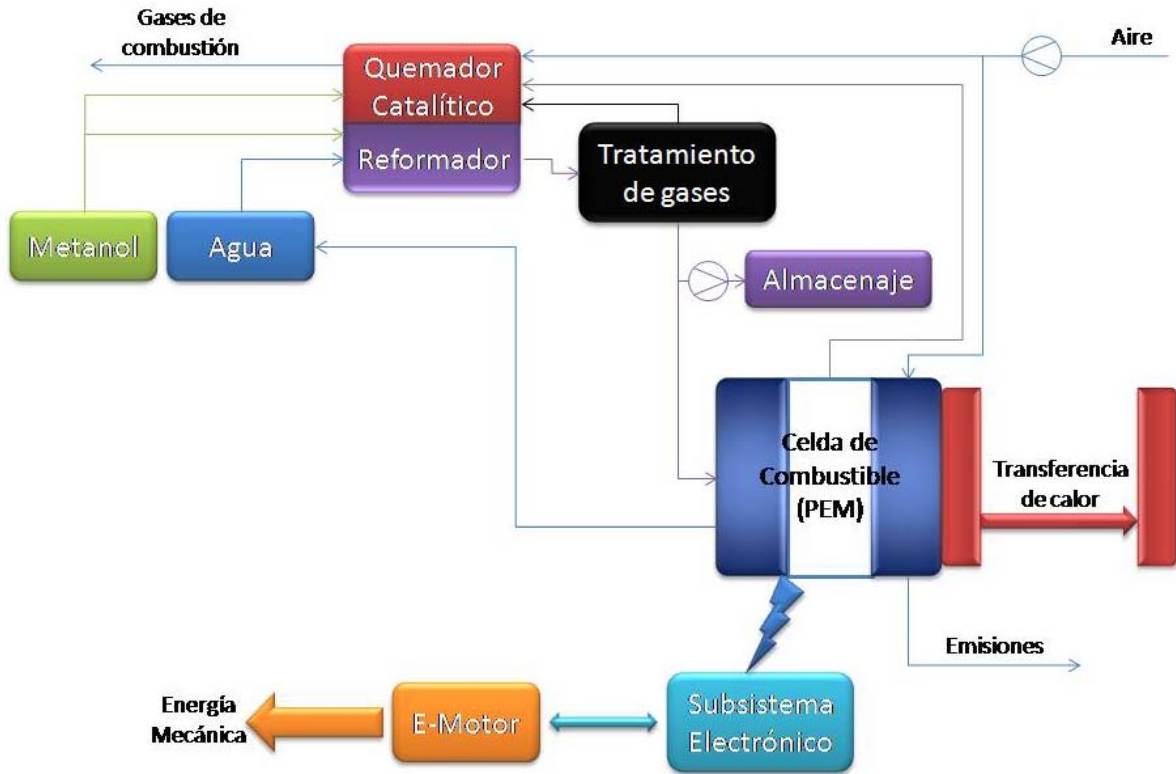 Gases de
combustión
Aire
Quemador
Catalítico
Reformador
Tratamiento
de gases
Metanol
Agua
Almacenaje
Celda de
Combustible
(PEM)
Transferencia
de calor
Emisiones
Energía
Mecánica
E-Motor
Subsistema
Electrónico